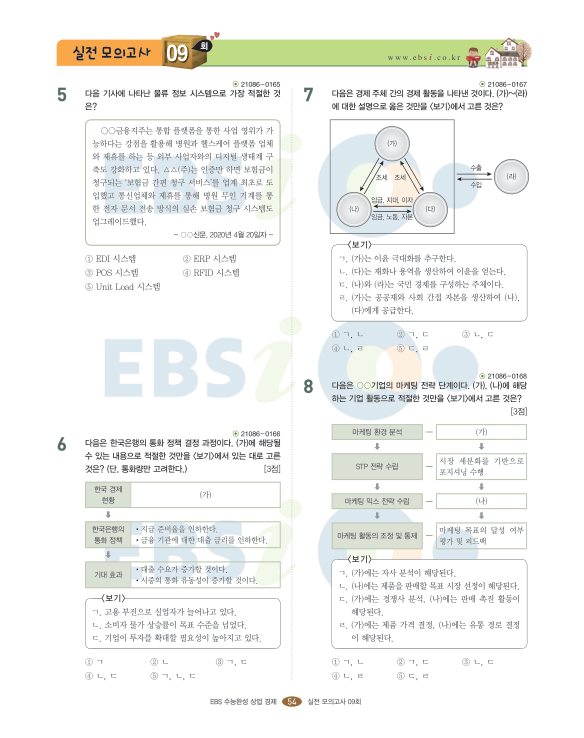 실전 모의고사 09 회
www.ebsi.co.kr
21086-0165
5 다음 기사에 나타난 물류 정보 시스템으로 가장 적절한 것
은?
○○금융지주는 통합 플랫폼을 통한 사업 영위가 가
능하다는 강점을 활용해 병원과 헬스케어 플랫폼 업체
와 제휴를 하는 등 외부 사업자와의 디지털 생태계 구
축도 강화하고 있다. △△(주)는 인증만 하면 보험금이
청구되는 '보험금 간편 청구 서비스'를 업계 최초로 도
입했고 통신업체와 제휴를 통해 병원 무인 기계를 통
한 전자 문서 전송 방식의 실손 보험금 청구 시스템도
업그레이드했다.
- ○○신문, 2020년 4월 20일자 -
① EDI 시스템 ② ERP 시스템
③ POS 시스템 ④ RFID 시스템
⑤ Unit Load 시스템
21086-0166
6 다음은 한국은행의 통화 정책 결정 과정이다. (가)에 해당될
수 있는 내용으로 적절한 것만을 <보기>에서 있는 대로 고른
것은? (단, 통화량만 고려한다.) [3점]
한국 경제
현황
(가)
한국은행의
통화 정책
• 지급 준비율을 인하한다.
• 금융 기관에 대한 대출 금리를 인하한다.
기대 효과
• 대출 수요가 증가할 것이다.
• 시중의 통화 유동성이 증가할 것이다.
<보기>
ㄱ. 고용 부진으로 실업자가 늘어나고 있다.
ㄴ. 소비자 물가 상승률이 목표 수준을 넘었다.
ㄷ. 기업이 투자를 확대할 필요성이 높아지고 있다.
① ㄱ ② ㄴ ③ ㄱ, ㄷ
④ ㄴ, ㄷ ⑤ ㄱ, ㄴ, ㄷ
21086-0167
7 다음은 경제 주체 간의 경제 활동을 나타낸 것이다. (가)~(라)
에 대한 설명으로 옳은 것만을 <보기>에서 고른 것은?
(가)
조세 조세
수출
(라)
수입
임금, 지대, 이자
(나) (다)
임금, 노동, 자본
<보기>
ㄱ. (가)는 이윤 극대화를 추구한다.
ㄴ. (다)는 재화나 용역을 생산하여 이윤을 얻는다.
ㄷ. (나)와 (라)는 국민 경제를 구성하는 주체이다.
ㄹ. (가)는 공공재와 사회 간접 자본을 생산하여 (나),
(다)에게 공급한다.
① ㄱ, ㄴ ② ㄱ, ㄷ ③ ㄴ, ㄷ
④ ㄴ, ㄹ ⑤ ㄷ, ㄹ
21086-0168
8 다음은 ○○기업의 마케팅 전략 단계이다. (가), (나)에 해당
하는 기업 활동으로 적절한 것만을 <보기>에서 고른 것은?
[3점]
마케팅 환경 분석 (가)
STP 전략 수립
시장 세분화를 기반으로
포지셔닝 수행
마케팅 믹스 전략 수립 (나)
마케팅 활동의 조정 및 통제
마케팅 목표의 달성 여부
평가 및 피드백
<보기>
ㄱ. (가)에는 자사 분석이 해당된다.
ㄴ. (나)에는 제품을 판매할 목표 시장 선정이 해당된다.
ㄷ. (가)에는 경쟁사 분석, (나)에는 판매 촉진 활동이
해당된다.
ㄹ. (가)에는 제품 가격 결정, (나)에는 유통 경로 결정
이 해당된다.
① ㄱ, ㄴ ② ㄱ, ㄷ ③ ㄴ, ㄷ
④ ㄴ, ㄹ ⑤ ㄷ, ㄹ
EBSi
EBS 수능완성 상업 경제 54 실전 모의고사 09회